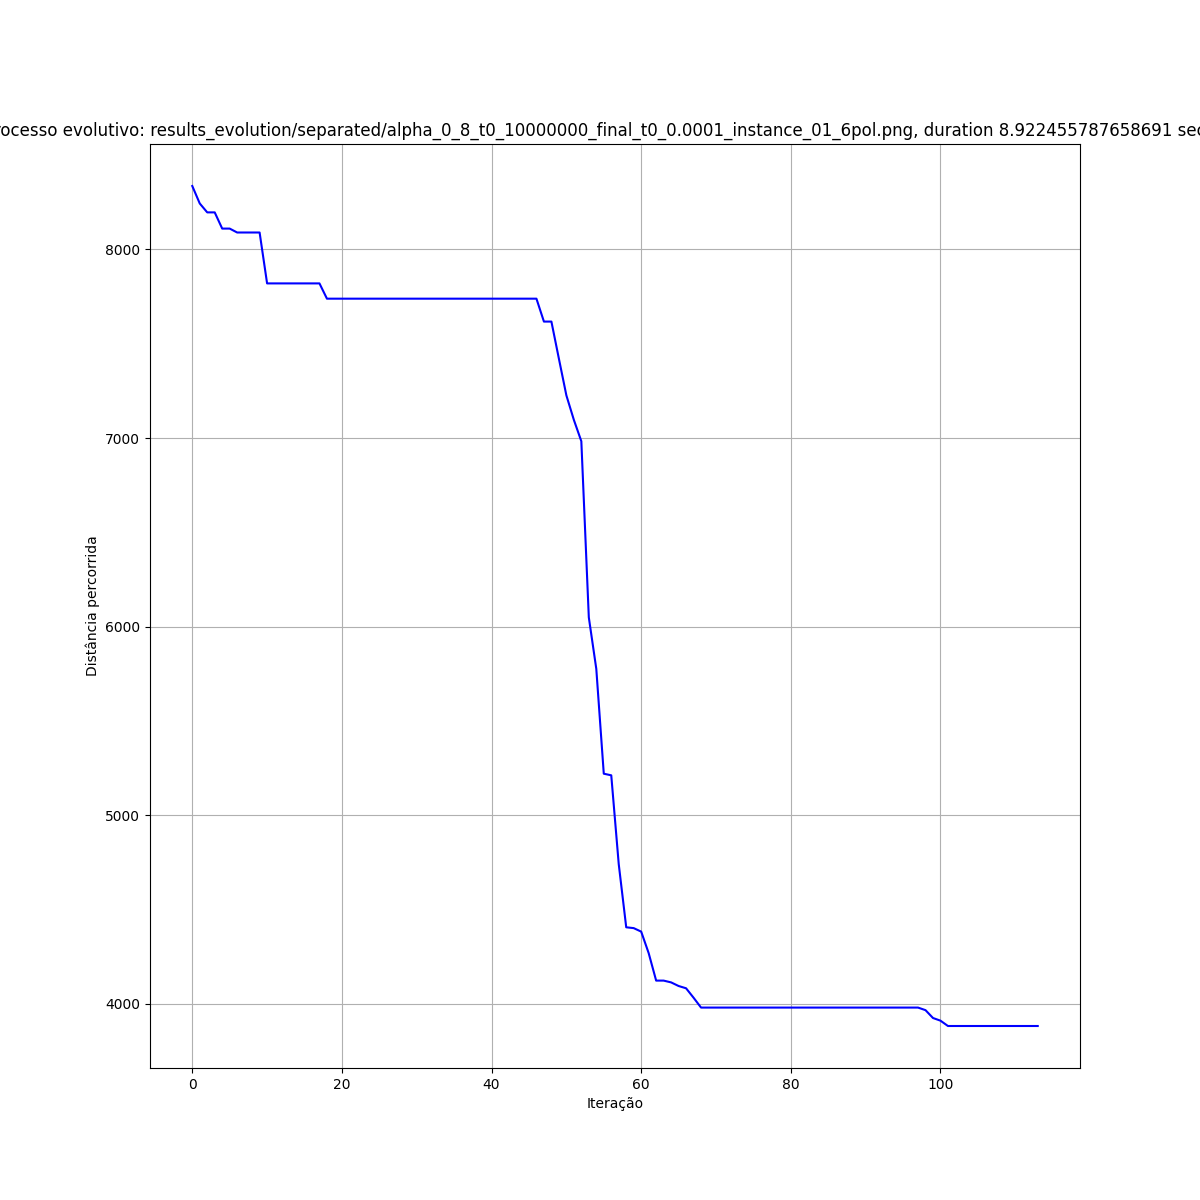 ocesso evolutivo: results_evolution/separated/alpha_0_8_t0_10000000_final_t0_0.0001_instance_01_6pol.png, duration 8.922455787658691 sec
8000
7000
6000
5000
4000
Distância percorrida
0 20 40 60 80 100
Iteração